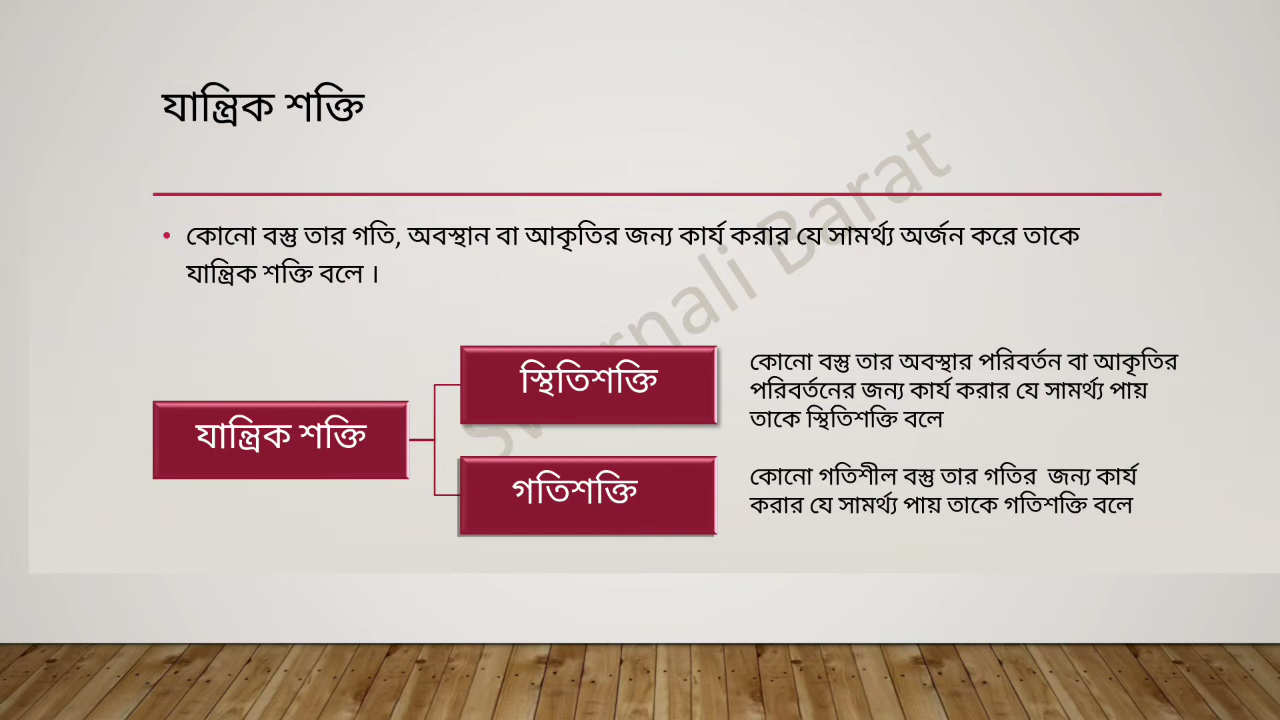 যান্ত্রিক শক্তি
• কোনো বস্তু তার গতি, অবস্থান বা আকৃতির জন্য কার্য করার যে সামর্থ্য অর্জন করে তাকে
যান্ত্রিক শক্তি বলে ।
যান্ত্রিক শক্তি
স্থিতিশক্তি
কোনো বস্তু তার অবস্থার পরিবর্তন বা আকৃতির
পরিবর্তনের জন্য কার্য করার যে সামর্থ্য পায়
তাকে স্থিতিশক্তি বলে
গতিশক্তি
কোনো গতিশীল বস্তু তার গতির জন্য কার্য
করার যে সামর্থ্য পায় তাকে গতিশক্তি বলে
Barat